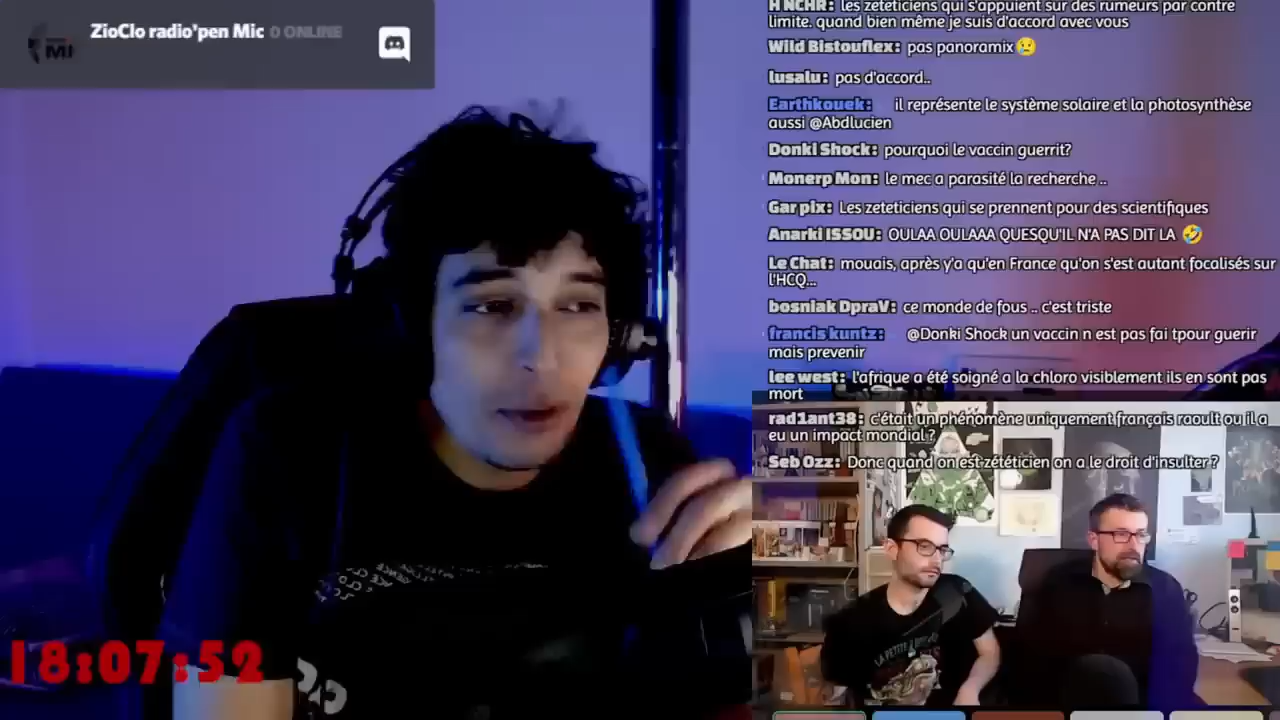 ZioClo radio'pen Mic 0 ONLINE
MI
H NCHR: les zeteticiens qui s'appuient sur des rumeurs par contre
limite. quand bien même je suis d'accord avec vous
Wild Bistouflex: pas panoramix😢
lusalu: pas d'accord..
Earthkouek: il représente le système solaire et la photosynthèse
aussi @Abdlucien
Donki Shock: pourquoi le vaccin guerrit?
Monerp Mon: le mec a parasité la recherche ..
Gar pix: Les zeteticiens qui se prennent pour des scientifiques
Anarki ISSOU: OULAA OULAAA QUESQU'IL N'A PAS DIT LA 🤣
Le Chat: mouais, après y'a qu'en France qu'on s'est autant focalisés sur
l'HCQ...
bosniak DpraV: ce monde de fous .. c'est triste
francis kuntz: @Donki Shock un vaccin n est pas fai tpour guerir
mais prevenir
lee west: l'afrique a été soigné a la chloro visiblement ils en sont pas
mort
rad1ant38: c'était un phénomène uniquement français raoult ou il a
eu un impact mondial ?
Seb Ozz: Donc quand on est zététicien on a le droit d'insulter ?
18:07:52
LA PETITE